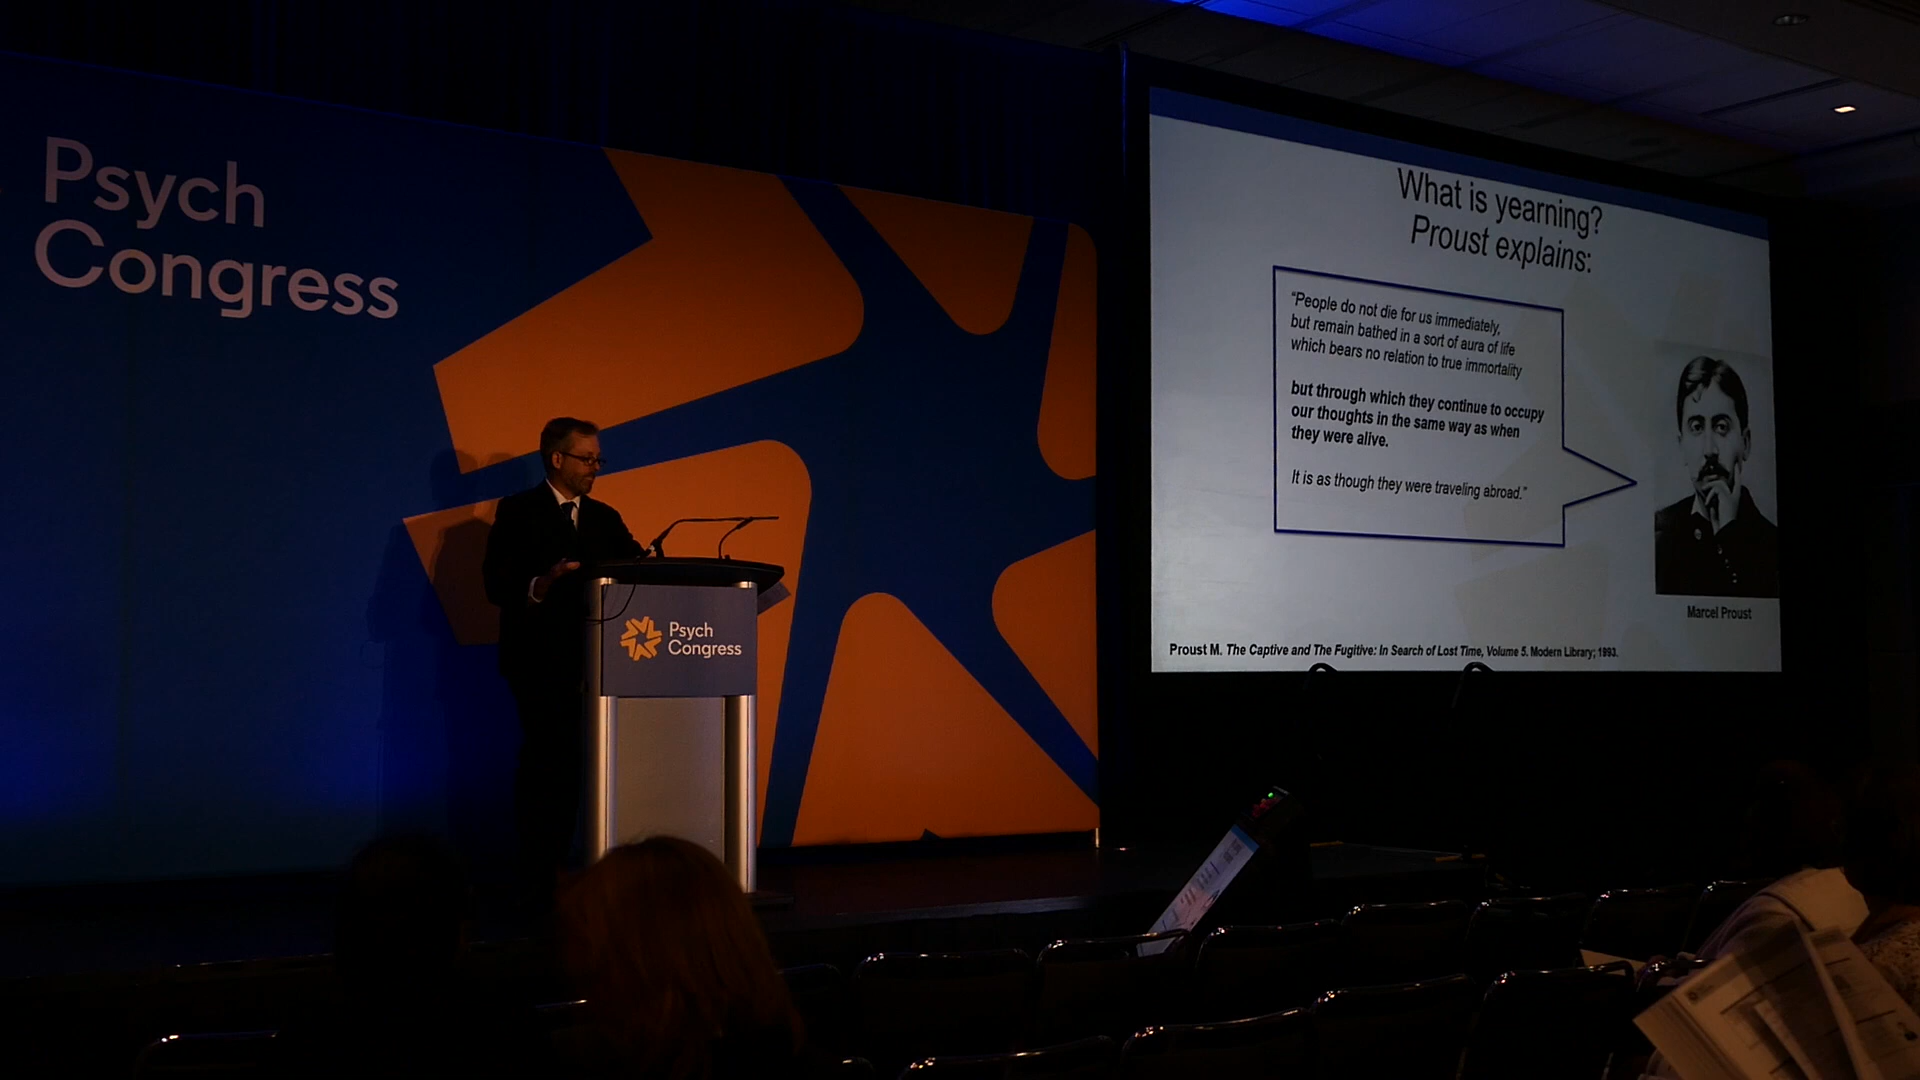 Psych
Congress
Psych
Congress
What is yearning?
Proust explains:
"People do not die for us immediately,
but remain bathed in a sort of aura of life
which bears no relation to true immortality
but through which they continue to occupy
our thoughts in the same way as when
they were alive.
It is as though they were traveling abroad."
Marcel Proust
Proust M. The Captive and The Fugitive: In Search of Lost Time, Volume 5. Modern Library; 1993.